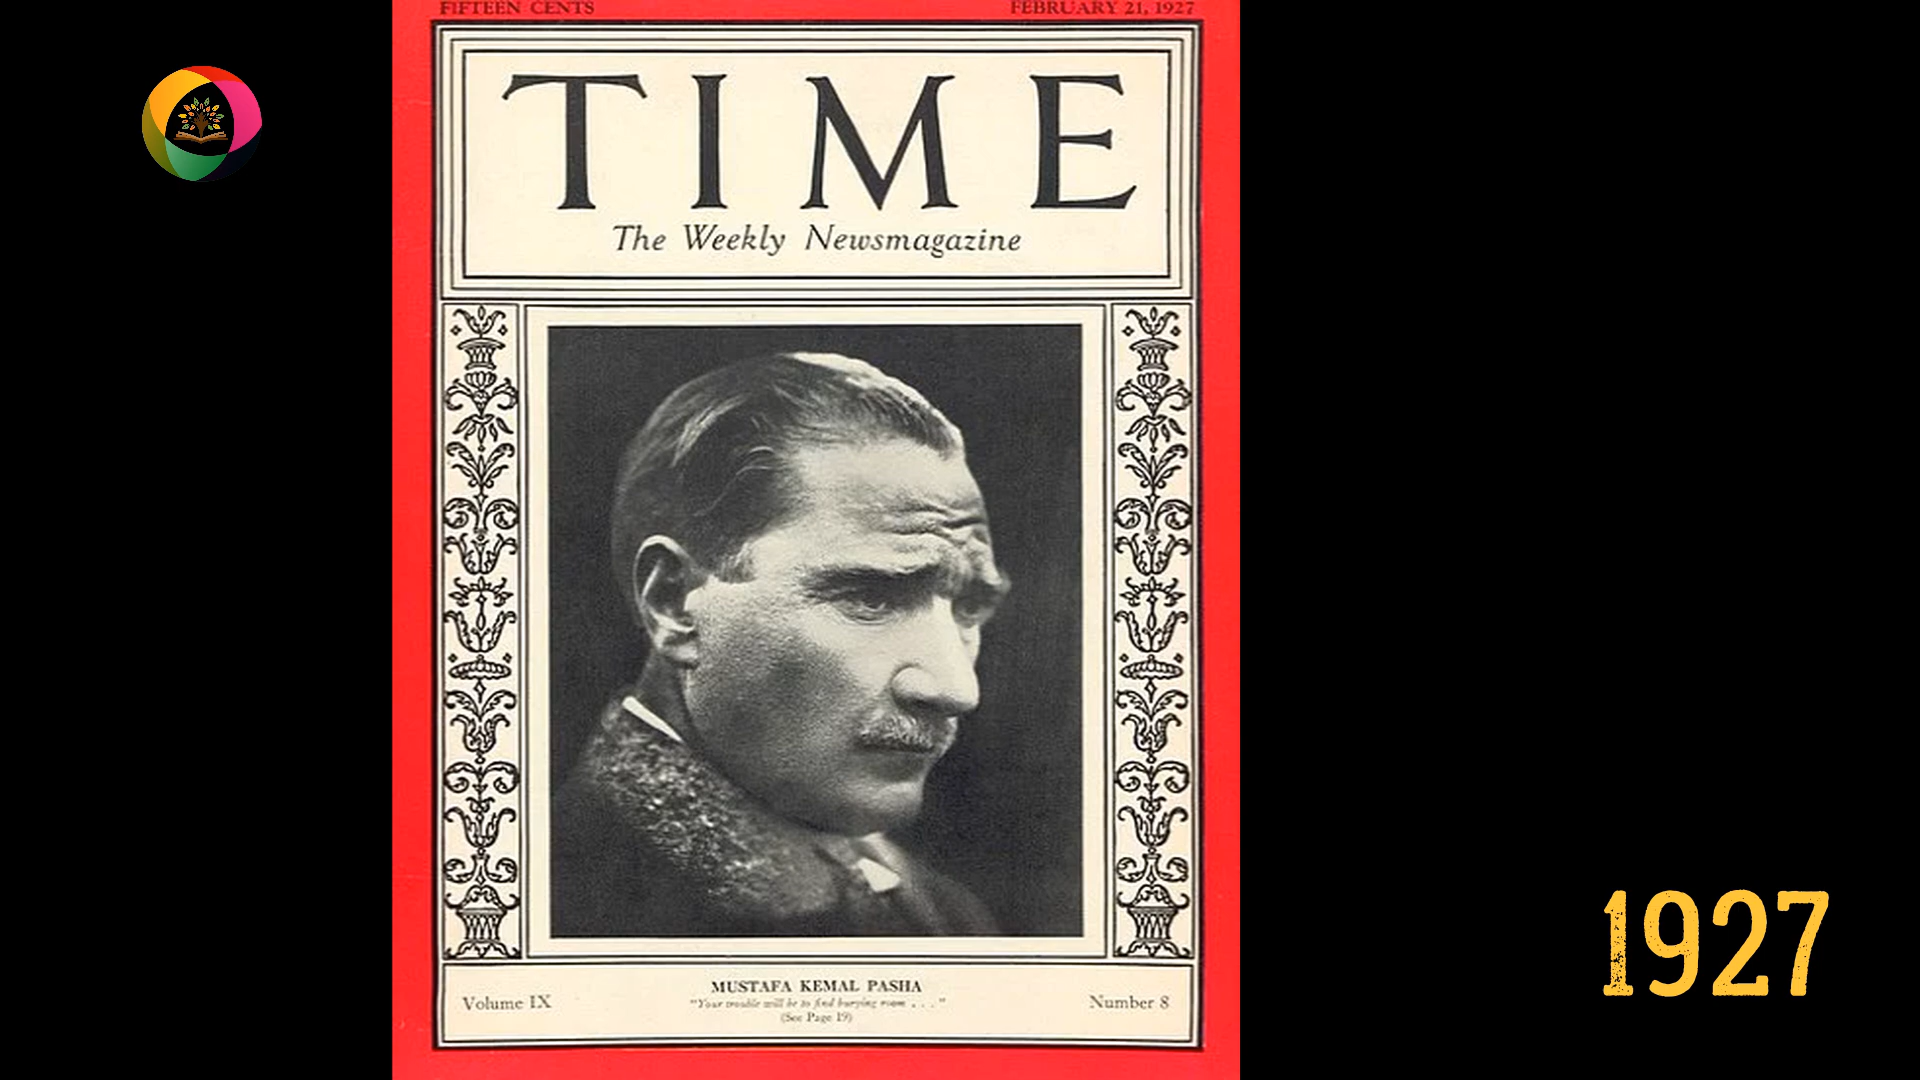 FIFTEEN CENTS
FEBRUARY 21, 1927
TIME
The Weekly Newsmagazine
MUSTAFA KEMAL PASHA
"Your trouble will be to find burying room . . . "
(See Page 19)
Volume IX
Number 8
1927